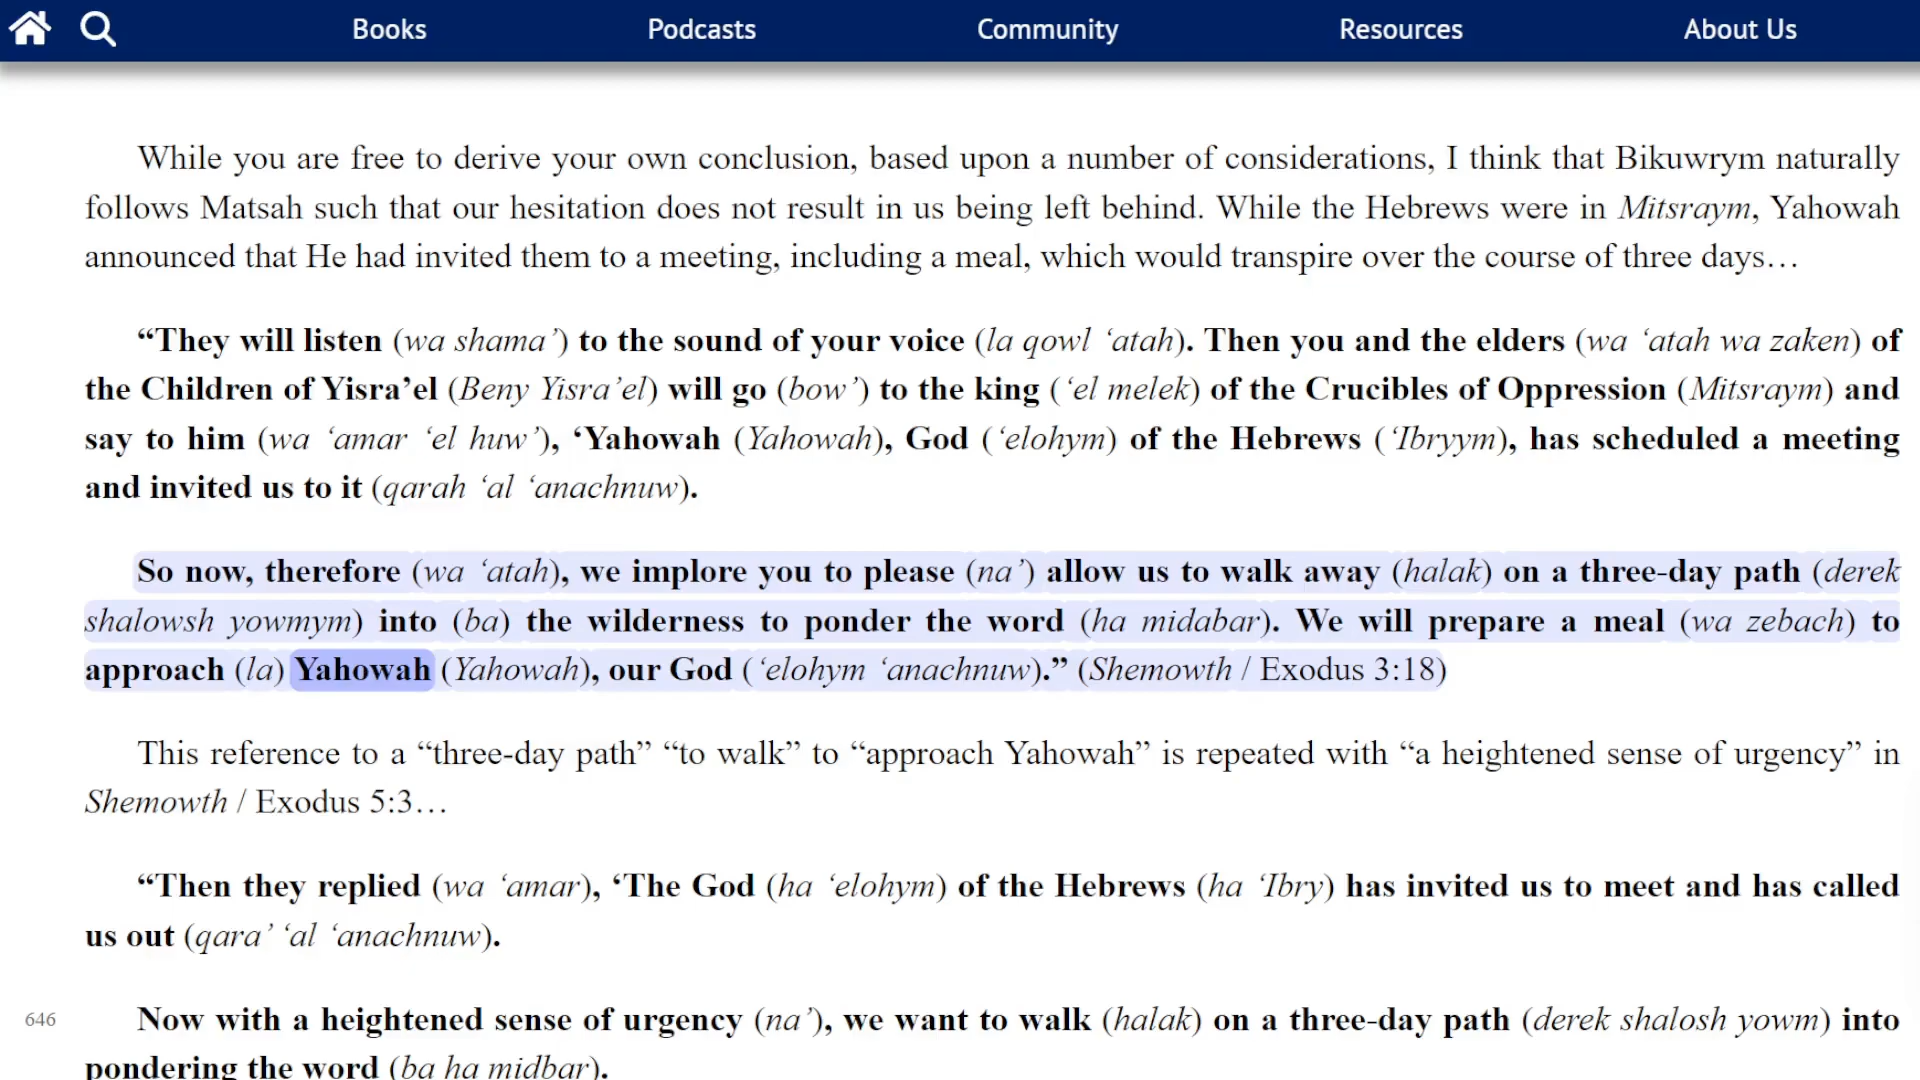 Books Podcasts Community Resources About Us
While you are free to derive your own conclusion, based upon a number of considerations, I think that Bikuwrym naturally
follows Matsah such that our hesitation does not result in us being left behind. While the Hebrews were in Mitsraym, Yahowah
announced that He had invited them to a meeting, including a meal, which would transpire over the course of three days…
“They will listen (wa shama’) to the sound of your voice (la qowl ‘atah). Then you and the elders (wa ‘atah wa zaken) of
the Children of Yisra’el (Beny Yisra’el) will go (bow’) to the king (‘el melek) of the Crucibles of Oppression (Mitsraym) and
say to him (wa ‘amar ‘el huw’), ‘Yahowah (Yahowah), God (‘elohym) of the Hebrews (‘Ibryym), has scheduled a meeting
and invited us to it (qarah ‘al ‘anachnuw).
So now, therefore (wa ‘atah), we implore you to please (na’) allow us to walk away (halak) on a three-day path (derek
shalowsh yowmym) into (ba) the wilderness to ponder the word (ha midabar). We will prepare a meal (wa zebach) to
approach (la) Yahowah (Yahowah), our God (‘elohym ‘anachnuw).” (Shemowth / Exodus 3:18)
This reference to a “three-day path” “to walk” to “approach Yahowah” is repeated with “a heightened sense of urgency” in
Shemowth / Exodus 5:3…
“Then they replied (wa ‘amar), ‘The God (ha ‘elohym) of the Hebrews (ha ‘Ibry) has invited us to meet and has called
us out (qara’ ‘al ‘anachnuw).
646 Now with a heightened sense of urgency (na’), we want to walk (halak) on a three-day path (derek shalosh yowm) into
pondering the word (ba ha midbar).